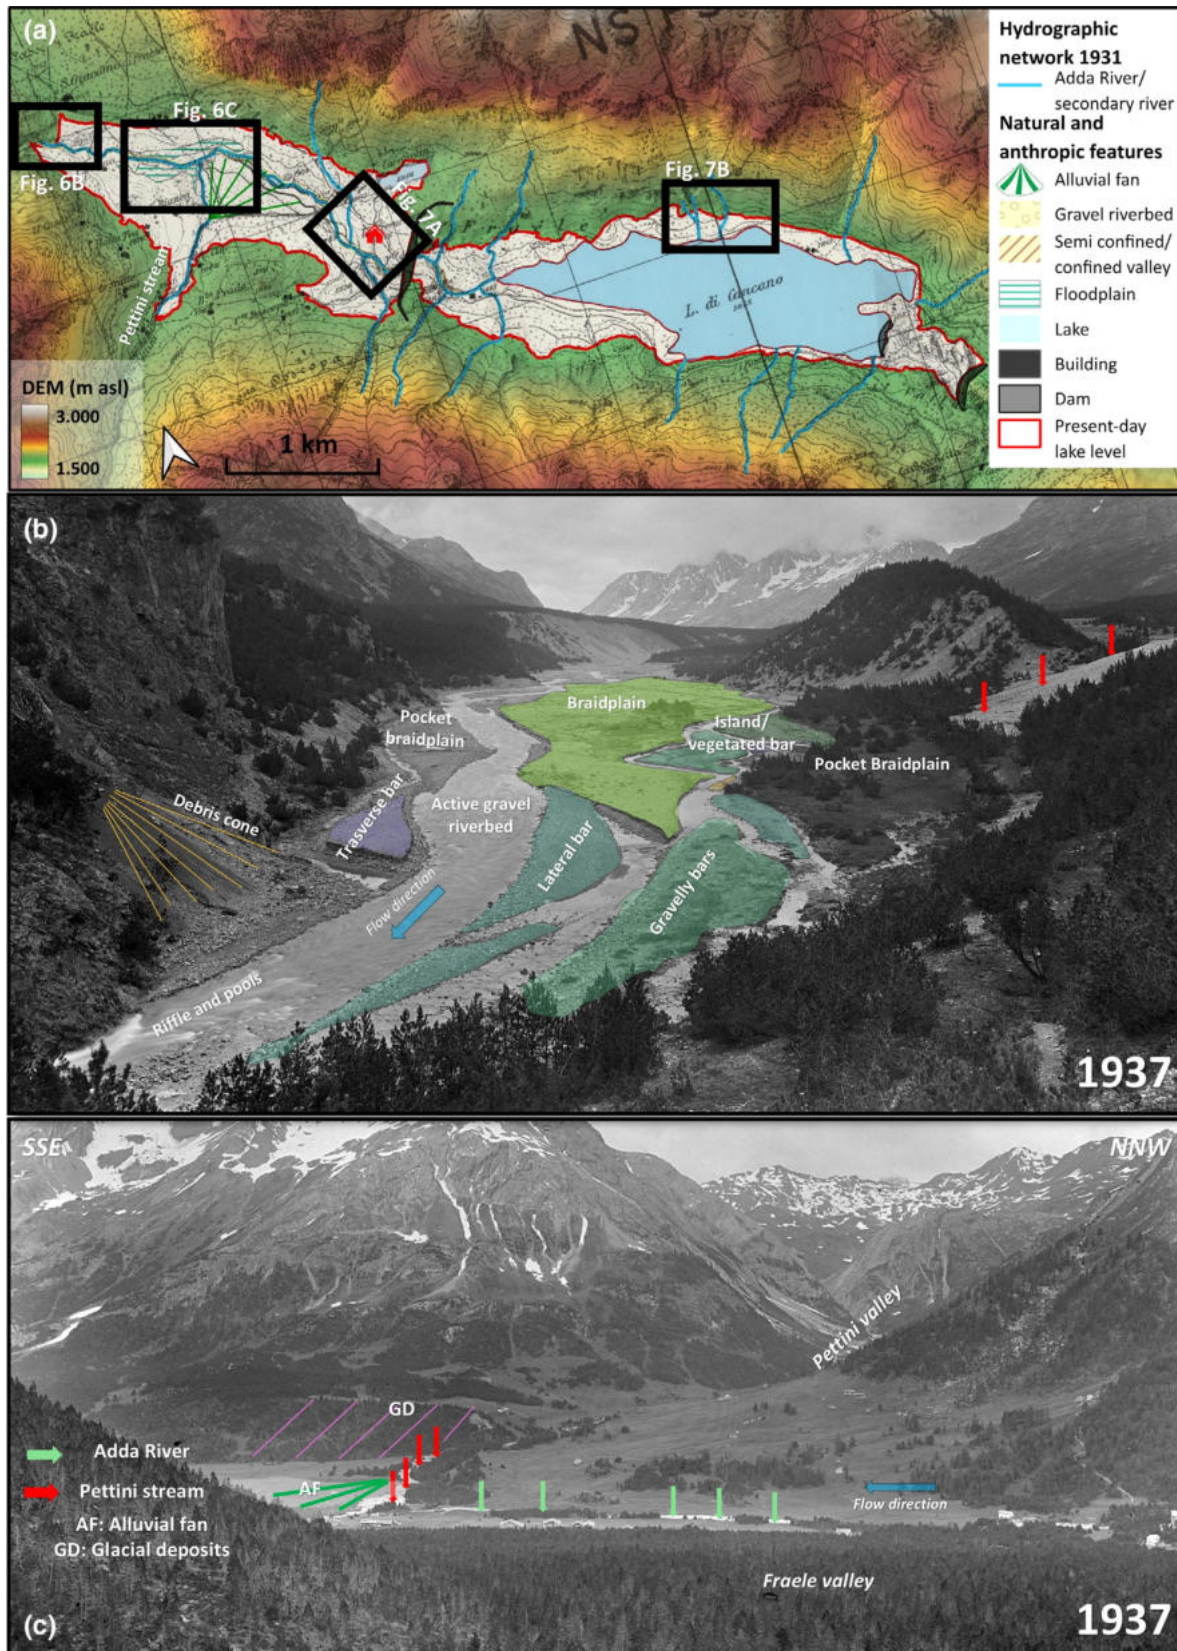 (a)
NS
Fig. 6C
Fig. 6B
Fig. 7A
Fig. 7B
L. di Cancano
Pettini stream
DEM (m asl)
3.000
1.500
1 km
Hydrographic
network 1931
Adda River/
secondary river
Natural and
anthropic features
Alluvial fan
Gravel riverbed
Semi confined/
confined valley
Floodplain
Lake
Building
Dam
Present-day
lake level
(b)
Braidplain
Pocket
braidplain
Island/
vegetated bar
Pocket Braidplain
Debris cone
Trasverse bar
Active gravel
riverbed
Lateral bar
Gravelly bars
Flow direction
Riffle and pools
1937
SSE
NNW
Pettini valley
GD
Adda River
AF
Pettini stream
Flow direction
AF: Alluvial fan
GD: Glacial deposits
Fraele valley
(c)
1937